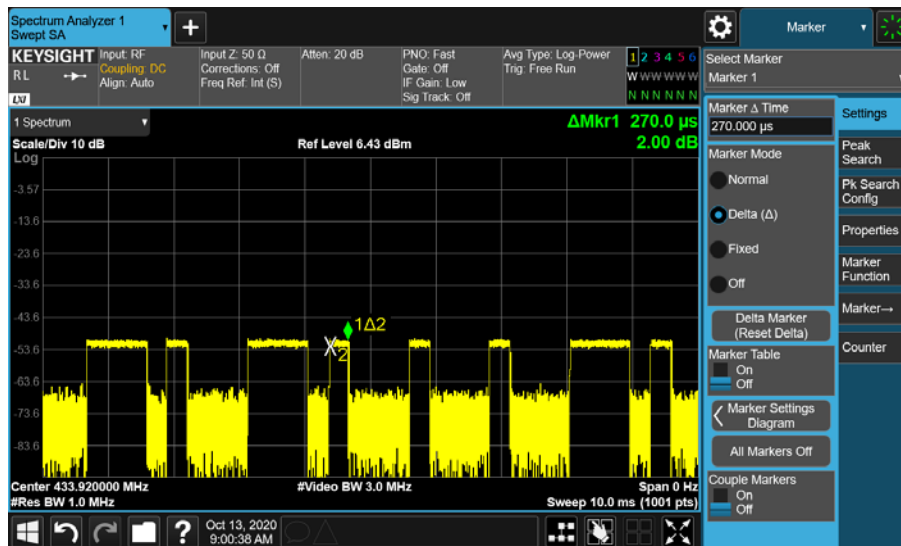 Spectrum Analyzer 1
Swept SA
+
Marker
KEYSIGHT
RL
LXI
Input: RF
Coupling: DC
Align: Auto
Input Z: 50 Ω
Corrections: Off
Freq Ref: Int (S)
Atten: 20 dB
PNO: Fast
Gate: Off
IF Gain: Low
Sig Track: Off
Avg Type: Log-Power
Trig: Free Run
1 2 3 4 5 6
W W W W W W
N N N N N N
Select Marker
Marker 1
1 Spectrum
Scale/Div 10 dB
Log
Ref Level 6.43 dBm
ΔMkr1 270.0 µs
2.00 dB
-3.57
-13.6
-23.6
-33.6
-43.6
-53.6
-63.6
-73.6
-83.6
1Δ2
2
Center 433.920000 MHz
#Res BW 1.0 MHz
#Video BW 3.0 MHz
Span 0 Hz
Sweep 10.0 ms (1001 pts)
Marker Δ Time
270.000 µs
Marker Mode
Normal
Delta (Δ)
Fixed
Off
Delta Marker
(Reset Delta)
Marker Table
On
Off
Marker Settings
Diagram
All Markers Off
Couple Markers
On
Off
Settings
Peak
Search
Pk Search
Config
Properties
Marker
Function
Marker→
Counter
?
Oct 13, 2020
9:00:38 AM